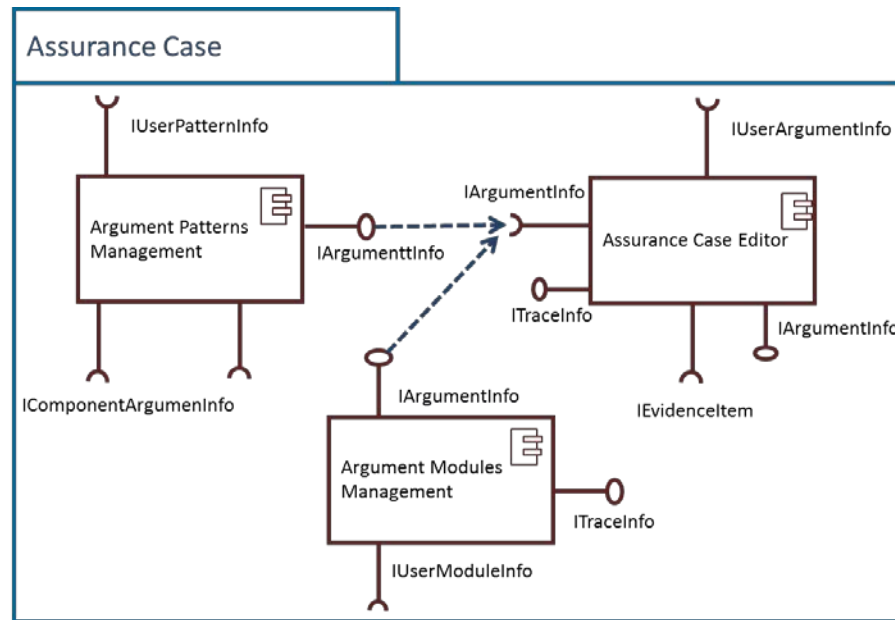 Assurance Case
IUserPatternInfo
IUserArgumentInfo
IArgumentInfo
Argument Patterns
Management
Assurance Case Editor
IArgumenttInfo
ITraceInfo
IArgumentInfo
IComponentArgumenInfo
IArgumentInfo
IEvidenceItem
Argument Modules
Management
ITraceInfo
IUserModuleInfo